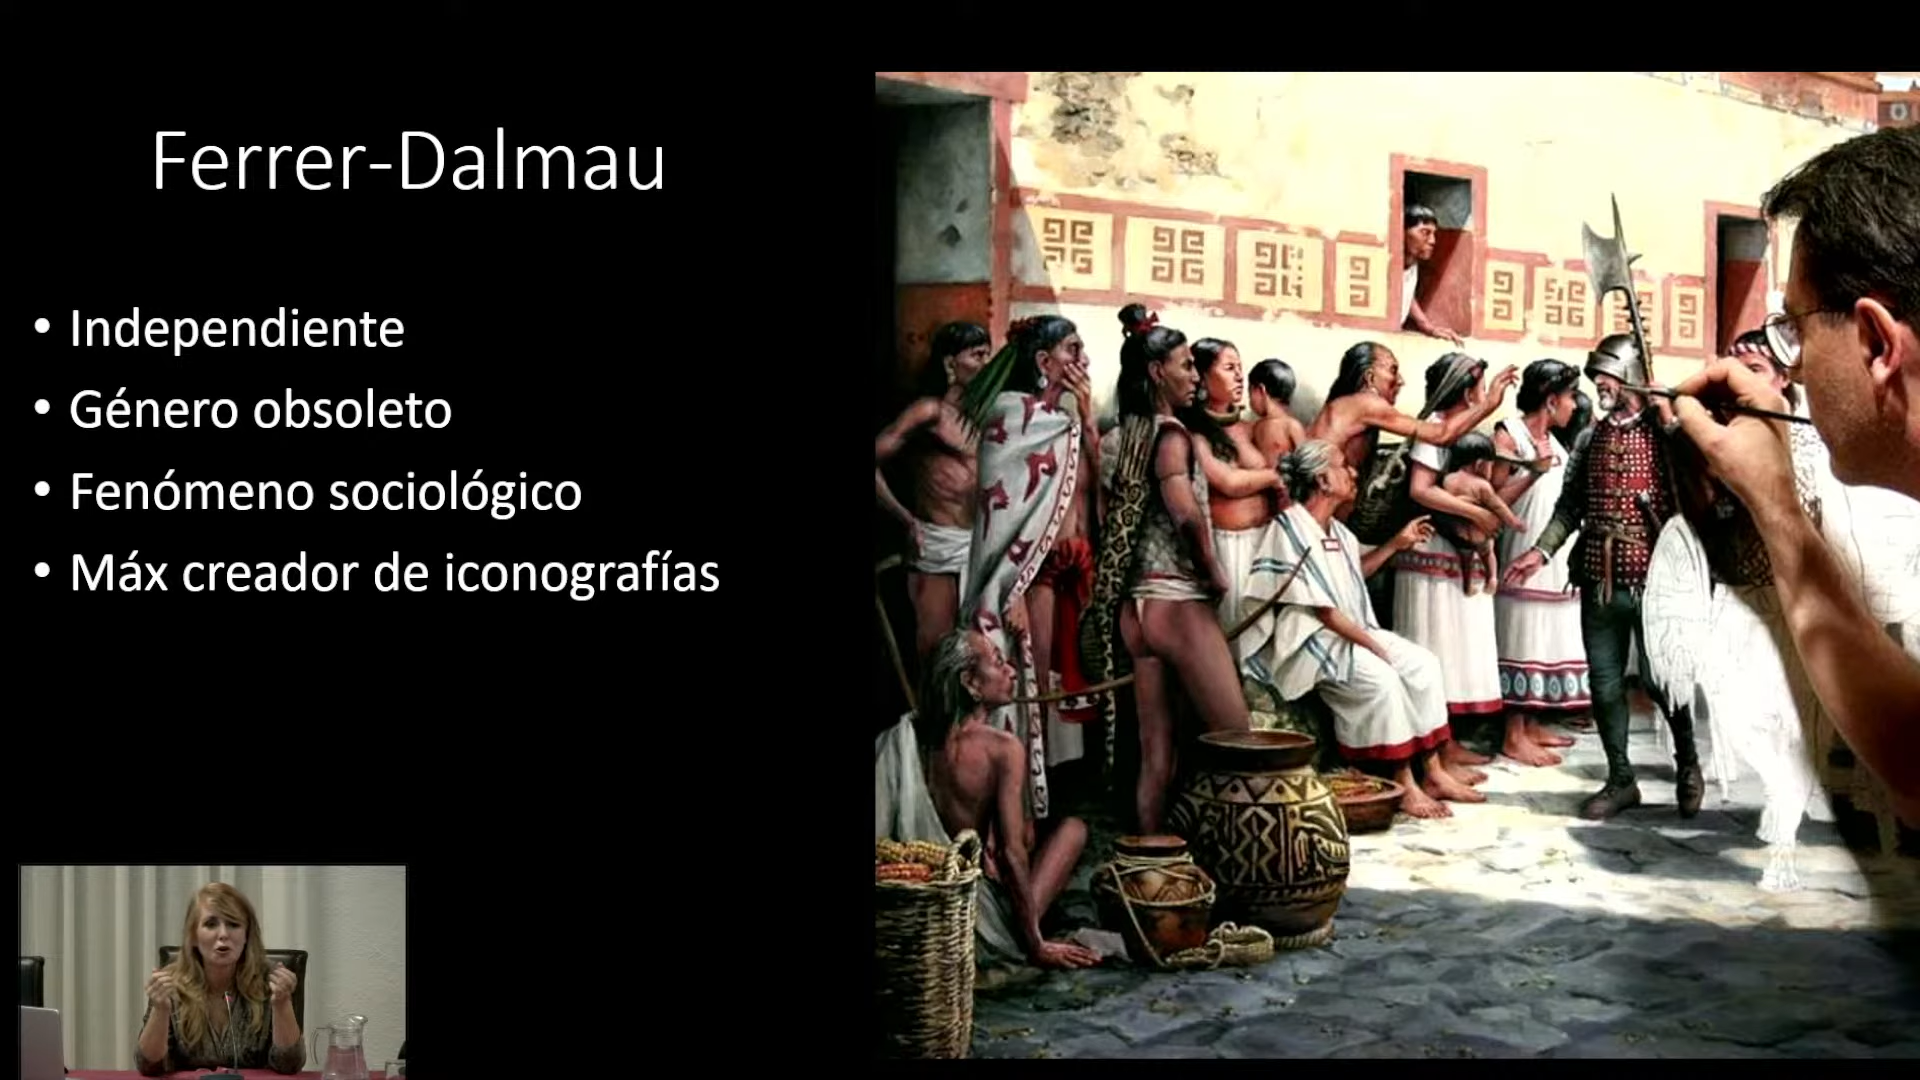 Ferrer-Dalmau
• Independiente
• Género obsoleto
• Fenómeno sociológico
• Máx creador de iconografías